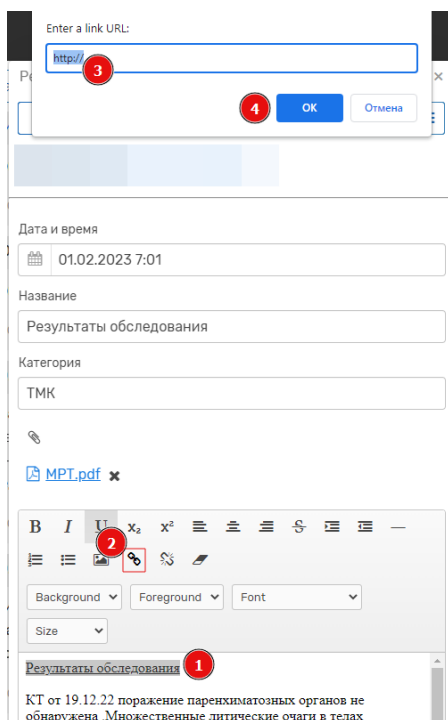 Enter a link URL:
http://
3
4
OK
Отмена
Дата и время
01.02.2023 7:01
Название
Результаты обследования
Категория
ТМК
МРТ.pdf
B I U x₂ x² S
2
Background
Foreground
Font
Size
Результаты обследования
1
КТ от 19.12.22 поражение паренхиматозных органов не
обнаружена .Множественные литические очаги в телах